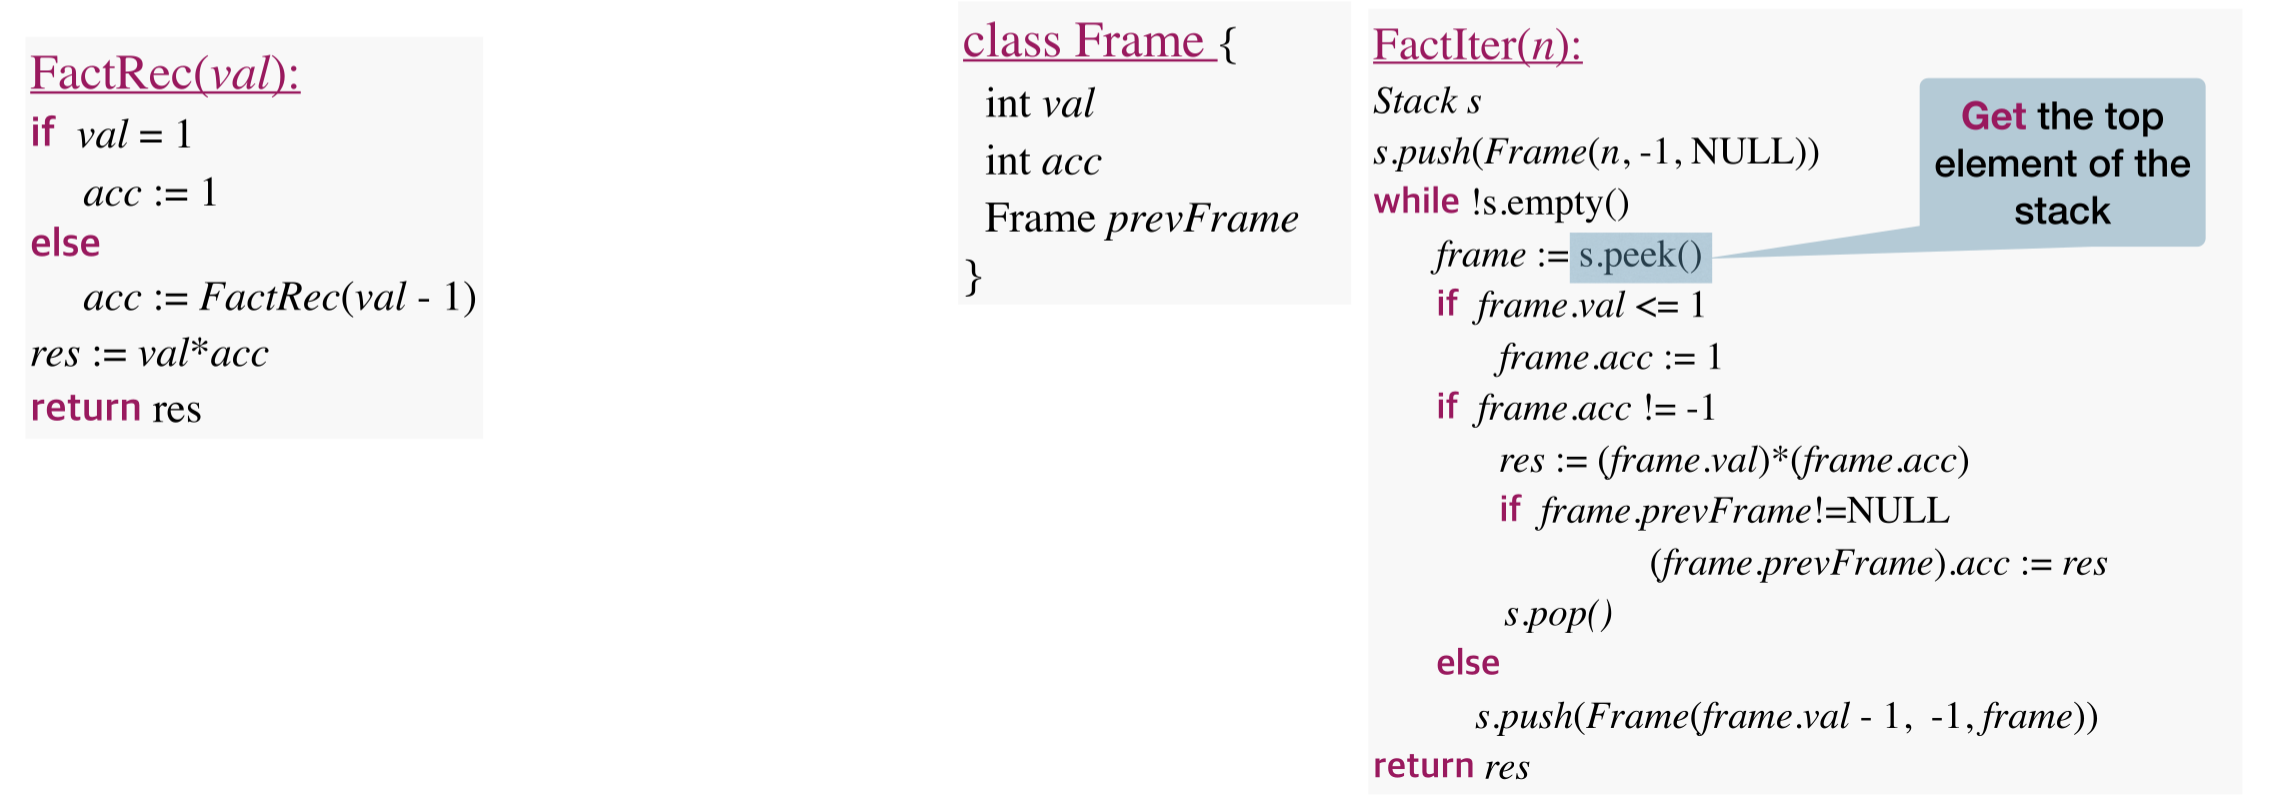 FactRec(val):
if val = 1
acc := 1
else
acc := FactRec(val - 1)
res := val*acc
return res
class Frame {
int val
int acc
Frame prevFrame
}
FactIter(n):
Stack s
s.push(Frame(n, -1, NULL))
while !s.empty()
frame := s.peek()
if frame.val <= 1
frame.acc := 1
if frame.acc != -1
res := (frame.val)*(frame.acc)
if frame.prevFrame!=NULL
(frame.prevFrame).acc := res
s.pop()
else
s.push(Frame(frame.val - 1, -1, frame))
return res
Get the top
element of the
stack